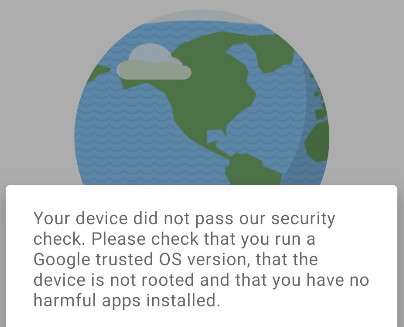 Your device did not pass our security
check. Please check that you run a
Google trusted OS version, that the
device is not rooted and that you have no
harmful apps installed.